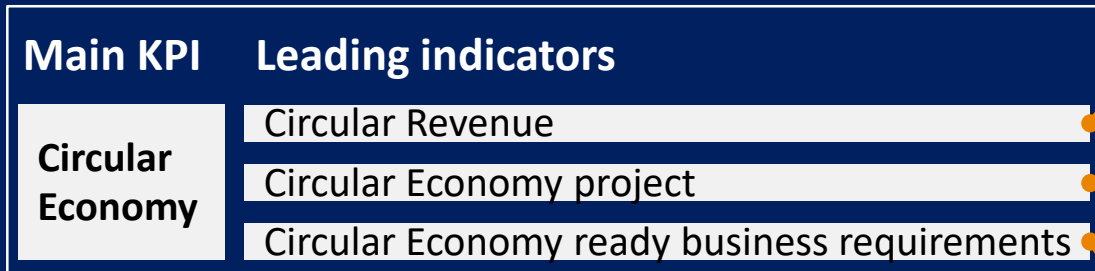 Main KPI Leading indicators
Circular Economy
Circular Revenue
Circular Economy project
Circular Economy ready business requirements